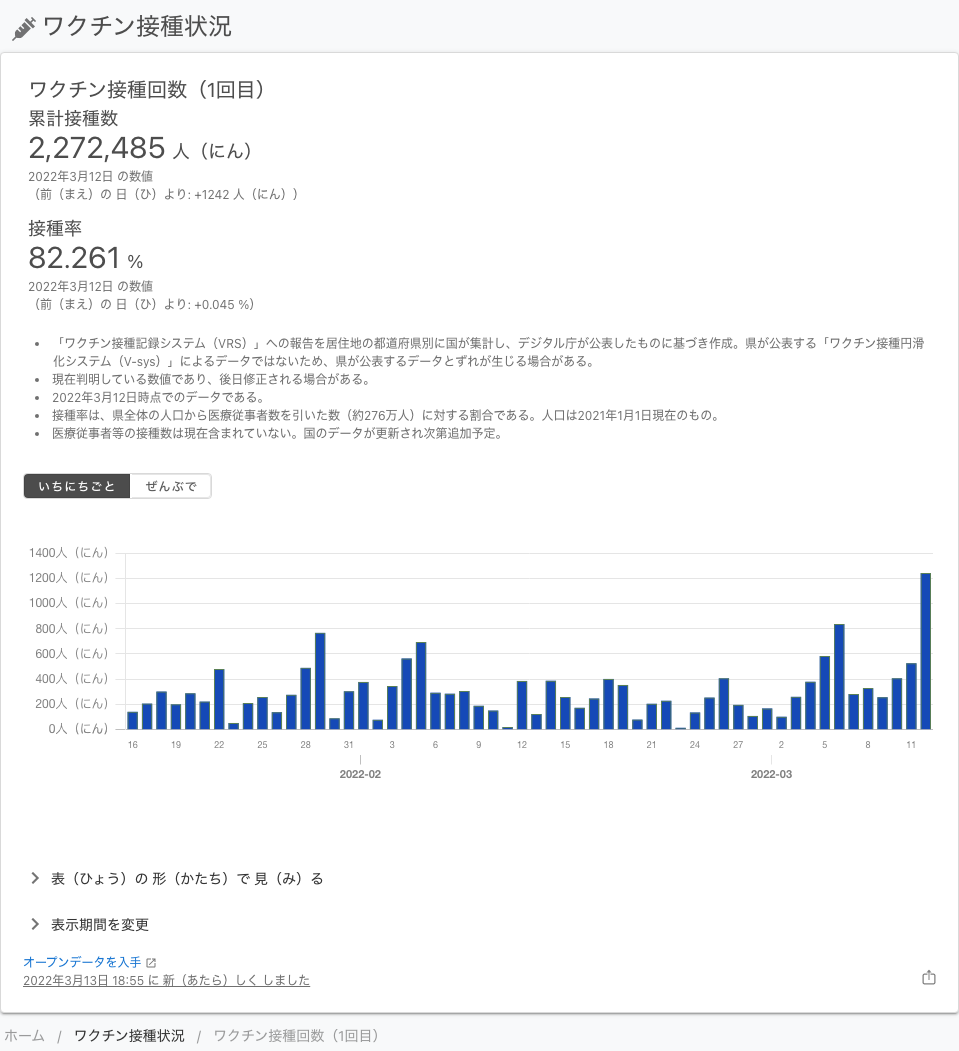 ワクチン接種状況
ワクチン接種回数（1回目）
累計接種数
2,272,485 人（にん）
2022年3月12日 の数値
（前（まえ）の 日（ひ）より: +1242 人（にん））
接種率
82.261 %
2022年3月12日 の数値
（前（まえ）の 日（ひ）より: +0.045 %）
• 「ワクチン接種記録システム（VRS）」への報告を居住地の都道府県別に国が集計し、デジタル庁が公表したものに基づき作成。県が公表する「ワクチン接種円滑
化システム（V-sys）」によるデータではないため、県が公表するデータとずれが生じる場合がある。
• 現在判明している数値であり、後日修正される場合がある。
• 2022年3月12日時点でのデータである。
• 接種率は、県全体の人口から医療従事者数を引いた数（約276万人）に対する割合である。人口は2021年1月1日現在のもの。
• 医療従事者等の接種数は現在含まれていない。国のデータが更新され次第追加予定。
いちにちごと ぜんぶで
1400人（にん）
1200人（にん）
1000人（にん）
800人（にん）
600人（にん）
400人（にん）
200人（にん）
0人（にん）
16 19 22 25 28 31 3 6 9 12 15 18 21 24 27 2 5 8 11
2022-02 2022-03
表（ひょう）の 形（かたち）で 見（み）る
表示期間を変更
オープンデータを入手
2022年3月13日 18:55 に 新（あたら）しく しました
ホーム / ワクチン接種状況 / ワクチン接種回数（1回目）